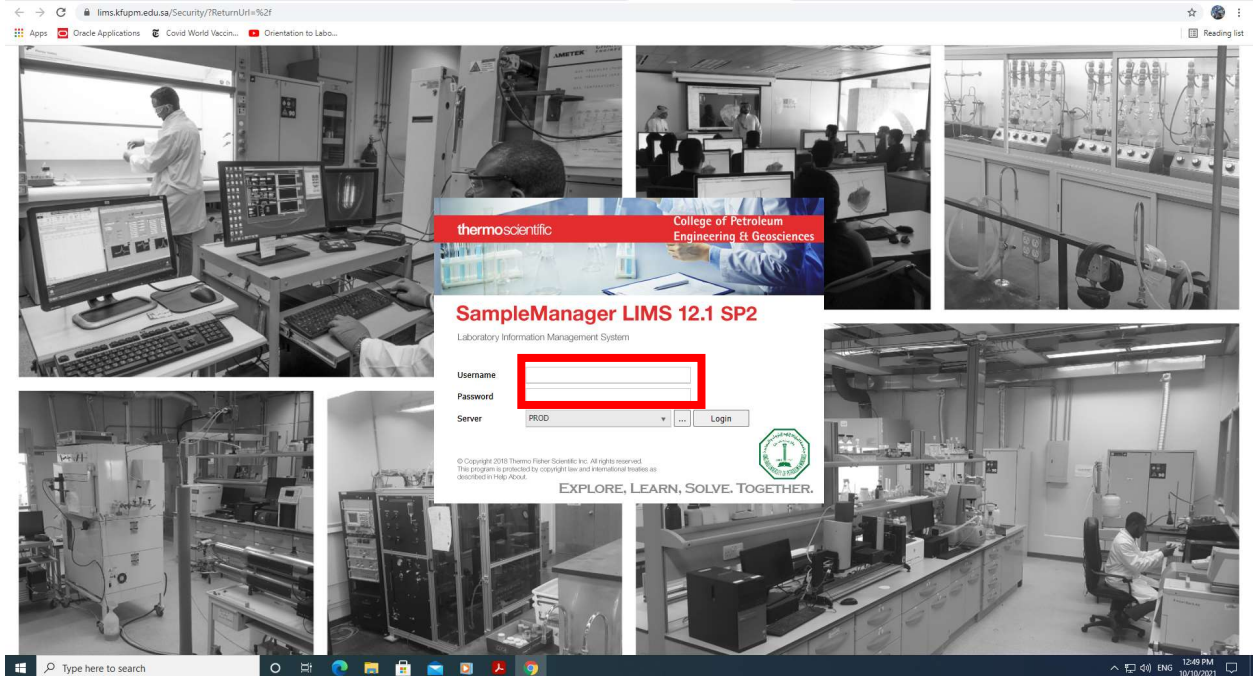 lims.kfupm.edu.sa/Security/?ReturnUrl=%2f
Apps Oracle Applications Covid World Vaccin... Orientation to Labo... Reading list
AMETEK
thermoscientific
College of Petroleum
Engineering & Geosciences
SampleManager LIMS 12.1 SP2
Laboratory Information Management System
Username
Password
Server PROD ... Login
© Copyright 2018 Thermo Fisher Scientific Inc. All rights reserved.
This program is protected by copyright law and international treaties as
described in Help About.
EXPLORE, LEARN, SOLVE. TOGETHER.
Type here to search
ENG
12:49 PM
10/10/2021